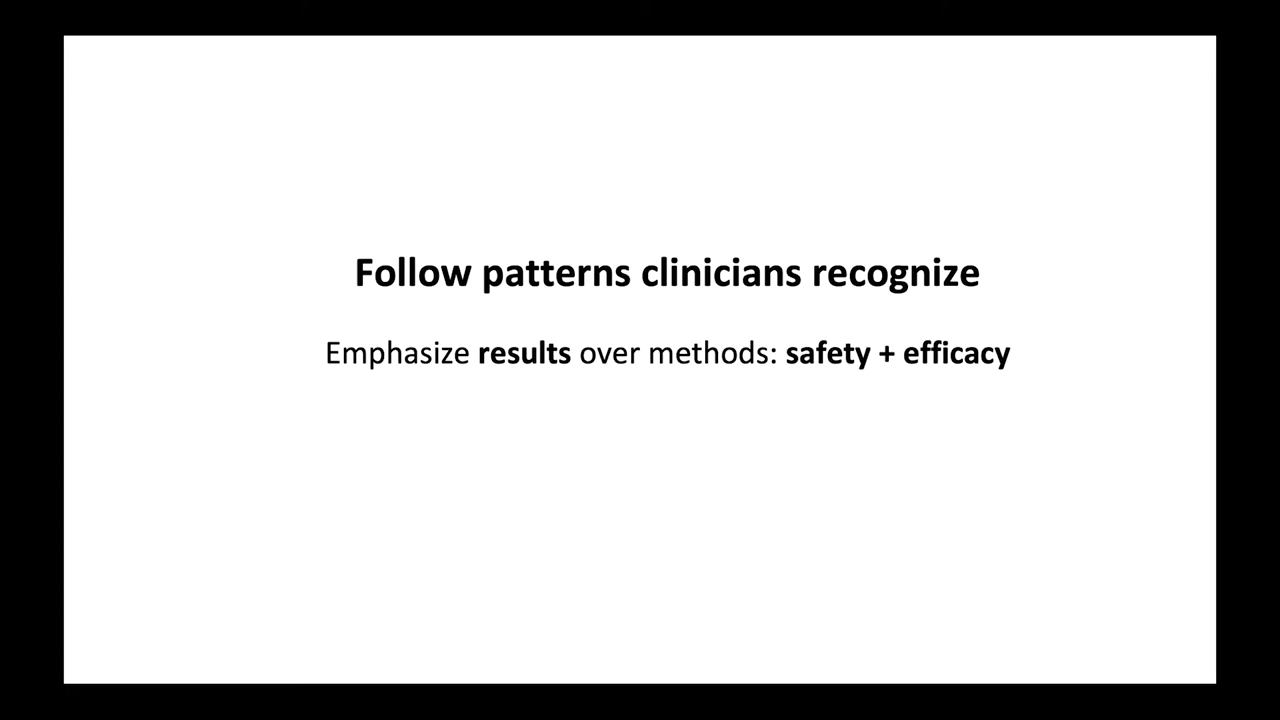 Follow patterns clinicians recognize
Emphasize results over methods: safety + efficacy